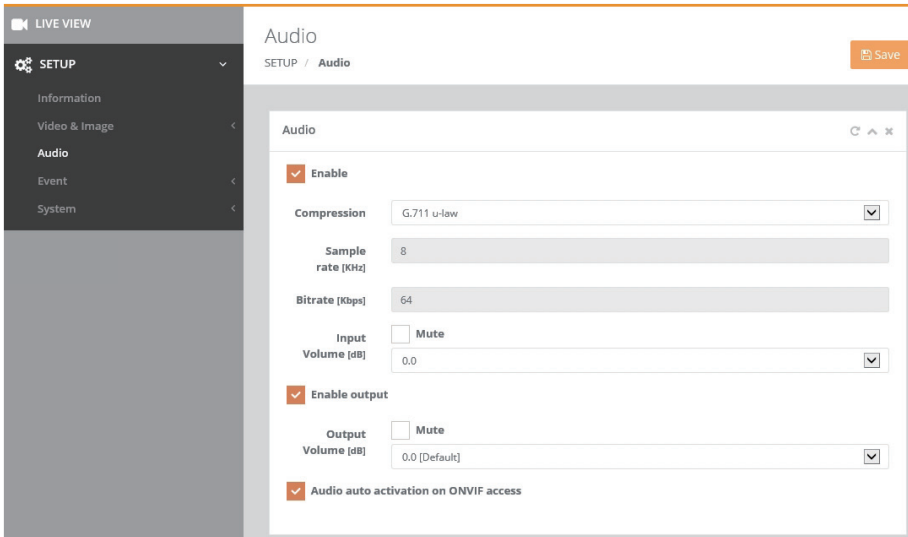 LIVE VIEW
SETUP
Information
Video & Image
Audio
Event
System
Audio
SETUP / Audio
Save
Audio
Enable
Compression
G.711 u-law
Sample
rate [KHz]
8
Bitrate [Kbps]
64
Input
Volume [dB]
Mute
0.0
Enable output
Output
Volume [dB]
Mute
0.0 [Default]
Audio auto activation on ONVIF access